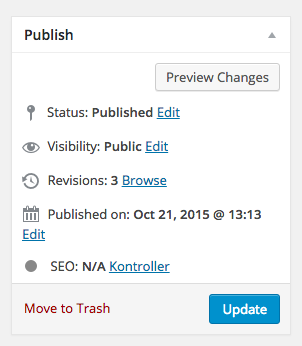 Publish
Preview Changes
Status: Published Edit
Visibility: Public Edit
Revisions: 3 Browse
Published on: Oct 21, 2015 @ 13:13
Edit
SEO: N/A Kontroller
Move to Trash
Update